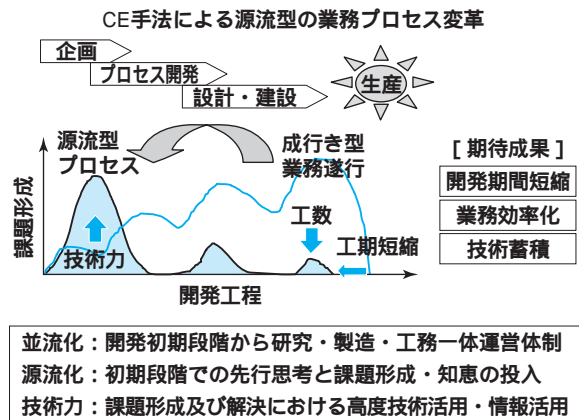 CE手法による源流型の業務プロセス変革
企画
プロセス開発
設計・建設
生産
源流型
プロセス
成行き型
業務遂行
[ 期待成果 ]
開発期間短縮
業務効率化
技術蓄積
課題形成
技術力
工数
工期短縮
開発工程
並流化：開発初期段階から研究・製造・工務一体運営体制
源流化：初期段階での先行思考と課題形成・知恵の投入
技術力：課題形成及び解決における高度技術活用・情報活用